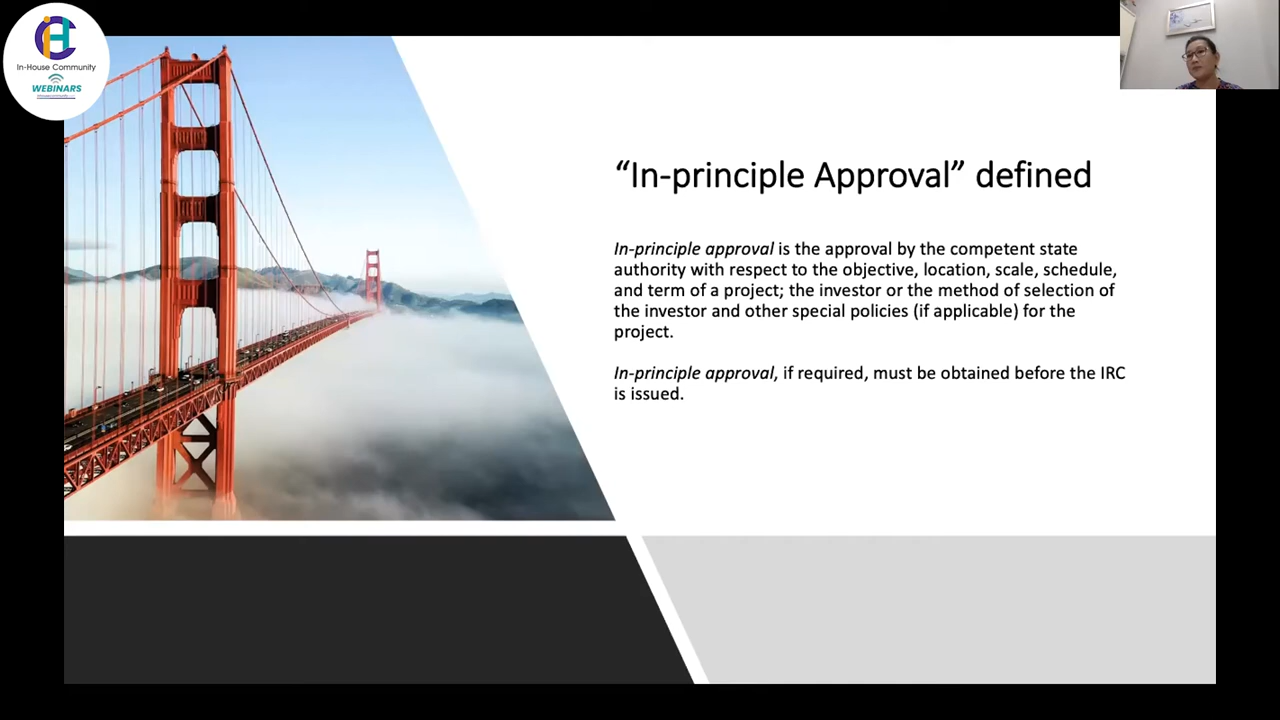 In-House Community
WEBINARS
“In-principle Approval” defined
In-principle approval is the approval by the competent state
authority with respect to the objective, location, scale, schedule,
and term of a project; the investor or the method of selection of
the investor and other special policies (if applicable) for the
project.
In-principle approval, if required, must be obtained before the IRC
is issued.